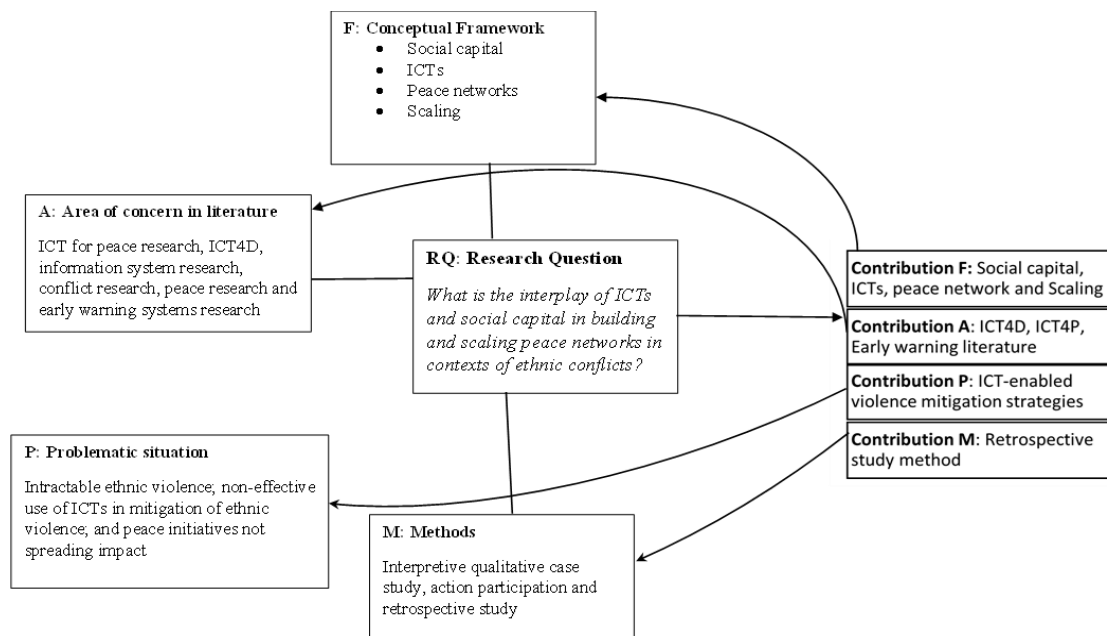 F: Conceptual Framework
• Social capital
• ICTs
• Peace networks
• Scaling
A: Area of concern in literature
ICT for peace research, ICT4D,
information system research,
conflict research, peace research and
early warning systems research
RQ: Research Question
What is the interplay of ICTs
and social capital in building
and scaling peace networks in
contexts of ethnic conflicts?
Contribution F: Social capital,
ICTs, peace network and Scaling
Contribution A: ICT4D, ICT4P,
Early warning literature
Contribution P: ICT-enabled
violence mitigation strategies
Contribution M: Retrospective
study method
P: Problematic situation
Intractable ethnic violence; non-effective
use of ICTs in mitigation of ethnic
violence; and peace initiatives not
spreading impact
M: Methods
Interpretive qualitative case
study, action participation and
retrospective study